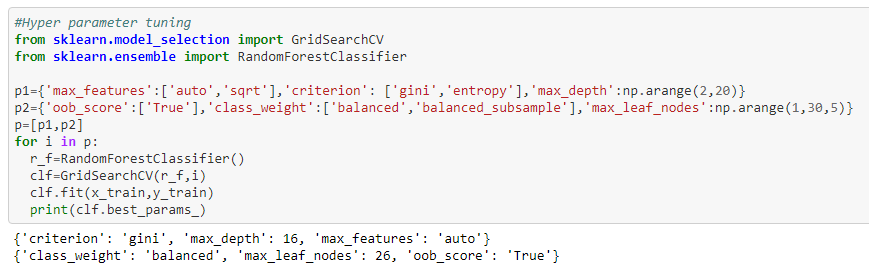 #Hyper parameter tuning
from sklearn.model_selection import GridSearchCV
from sklearn.ensemble import RandomForestClassifier
p1={'max_features':['auto','sqrt'],'criterion': ['gini','entropy'],'max_depth':np.arange(2,20)}
p2={'oob_score':['True'],'class_weight':['balanced','balanced_subsample'],'max_leaf_nodes':np.arange(1,30,5)}
p=[p1,p2]
for i in p:
  r_f=RandomForestClassifier()
  clf=GridSearchCV(r_f,i)
  clf.fit(x_train,y_train)
  print(clf.best_params_)
{'criterion': 'gini', 'max_depth': 16, 'max_features': 'auto'}
{'class_weight': 'balanced', 'max_leaf_nodes': 26, 'oob_score': 'True'}